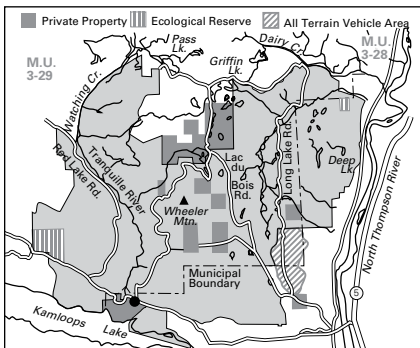 Private Property
Ecological Reserve
All Terrain Vehicle Area
M.U.
3-29
Pass
Lk.
Griffin
Lk.
Dairy Cr.
M.U.
3-28
Watching Cr.
Red Lake Rd.
Tranquille River
Lac
du
Bois
Rd.
Long Lake Rd.
Deep
Lk.
Wheeler
Mtn.
North Thompson River
Municipal
Boundary
5
Kamloops
Lake